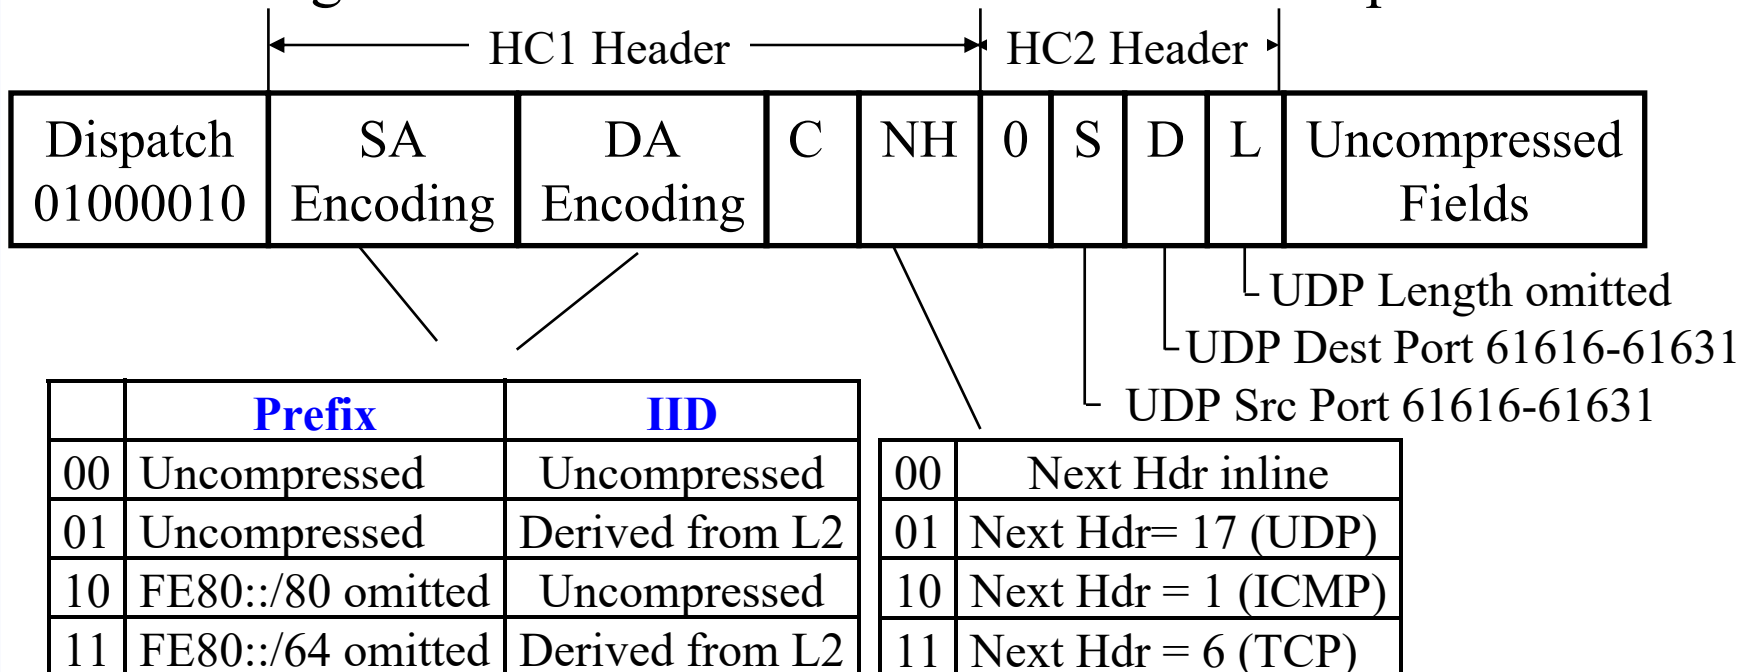 HC1 Header HC2 Header
Dispatch 01000010
SA Encoding
DA Encoding
C
NH
0
S
D
L
Uncompressed Fields
UDP Length omitted
UDP Dest Port 61616-61631
UDP Src Port 61616-61631
Prefix IID
00 Uncompressed Uncompressed
01 Uncompressed Derived from L2
10 FE80::/80 omitted Uncompressed
11 FE80::/64 omitted Derived from L2
00 Next Hdr inline
01 Next Hdr= 17 (UDP)
10 Next Hdr = 1 (ICMP)
11 Next Hdr = 6 (TCP)